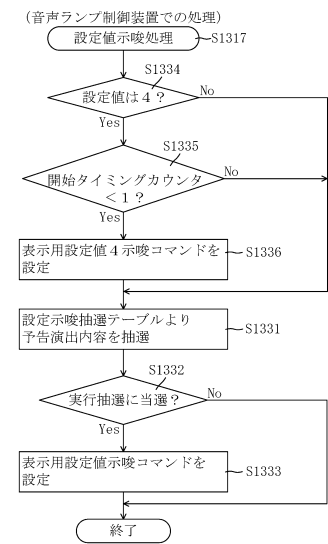 （音声ランプ制御装置での処理）
設定値示唆処理
S1317
S1334
設定値は４？
No
Yes
S1335
開始タイミングカウンタ
＜１？
No
Yes
表示用設定値４示唆コマンドを
設定
S1336
設定示唆抽選テーブルより
予告演出内容を抽選
S1331
S1332
実行抽選に当選？
No
Yes
表示用設定値示唆コマンドを
設定
S1333
終了